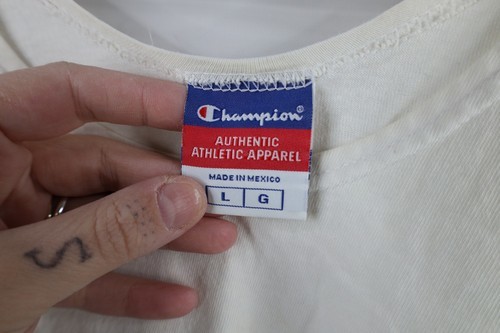 Champion®
AUTHENTIC
ATHLETIC APPAREL
MADE IN MEXICO
L G